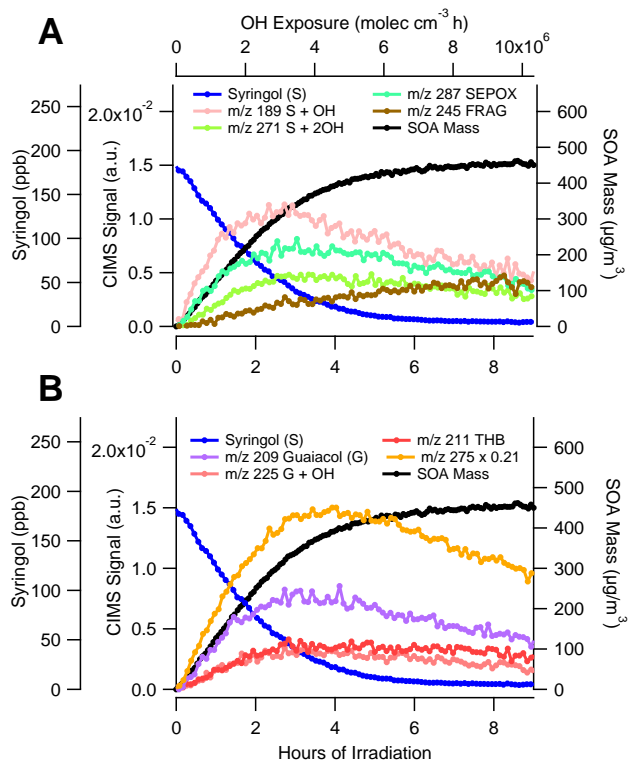 A
OH Exposure (molec cm⁻³ h)
0 2 4 6 8 10x10⁶
Syringol (S) m/z 287 SEPOX
m/z 189 S + OH m/z 245 FRAG
m/z 271 S + 2OH SOA Mass
Syringol (ppb)
250
200
150
100
50
0
CIMS Signal (a.u.)
2.0x10⁻²
1.5
1.0
0.5
0.0
600
500
400
300
200
100
0
SOA Mass (µg/m³)
0 2 4 6 8
B
Syringol (S) m/z 211 THB
m/z 209 Guaiacol (G) m/z 275 x 0.21
m/z 225 G + OH SOA Mass
Syringol (ppb)
250
200
150
100
50
0
CIMS Signal (a.u.)
2.0x10⁻²
1.5
1.0
0.5
0.0
600
500
400
300
200
100
0
SOA Mass (µg/m³)
0 2 4 6 8
Hours of Irradiation